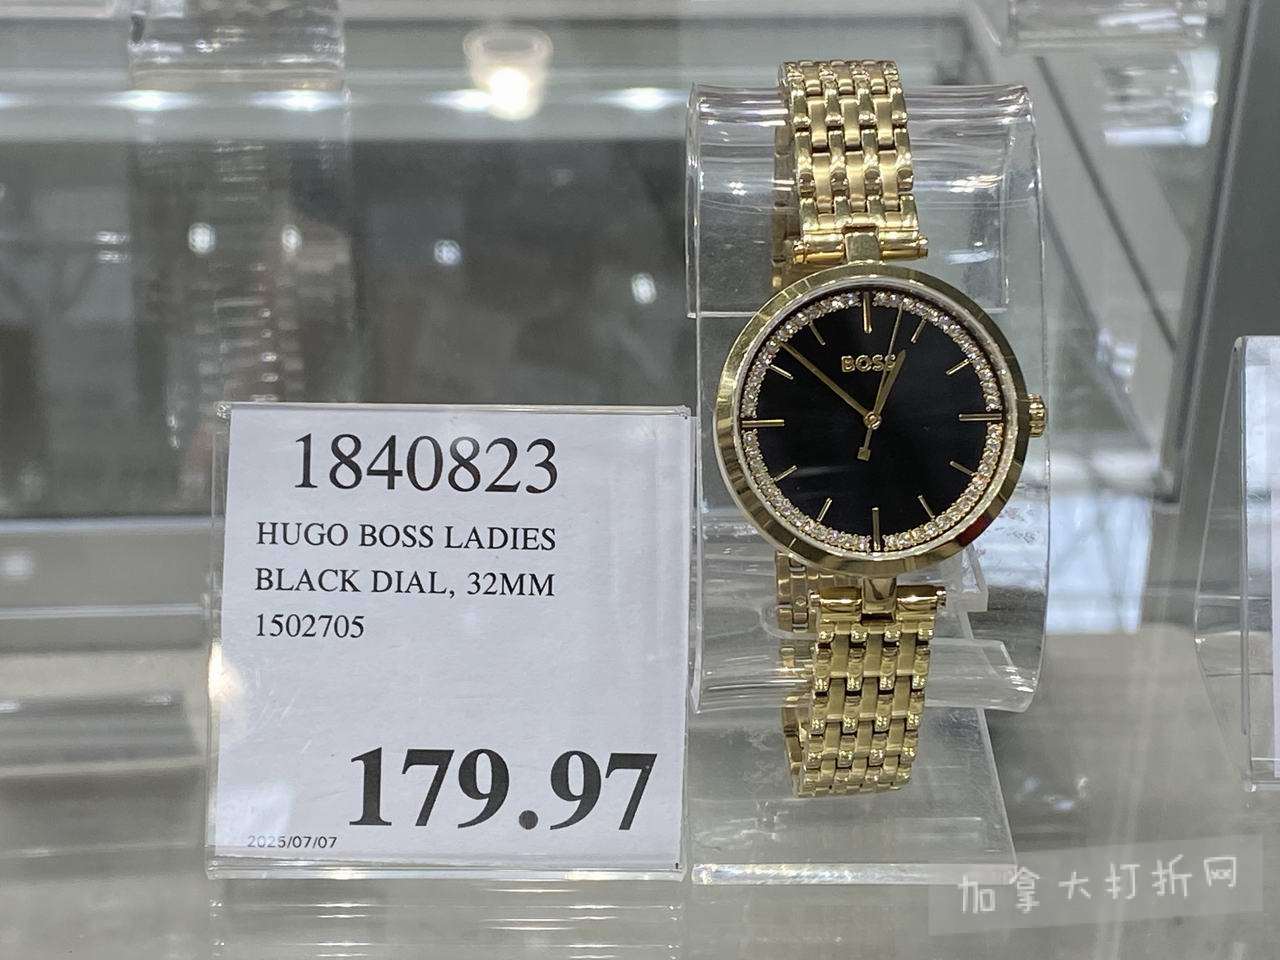 1840823
HUGO BOSS LADIES
BLACK DIAL, 32MM
1502705
179.97
2025/07/07
BOSS
加拿大打折网